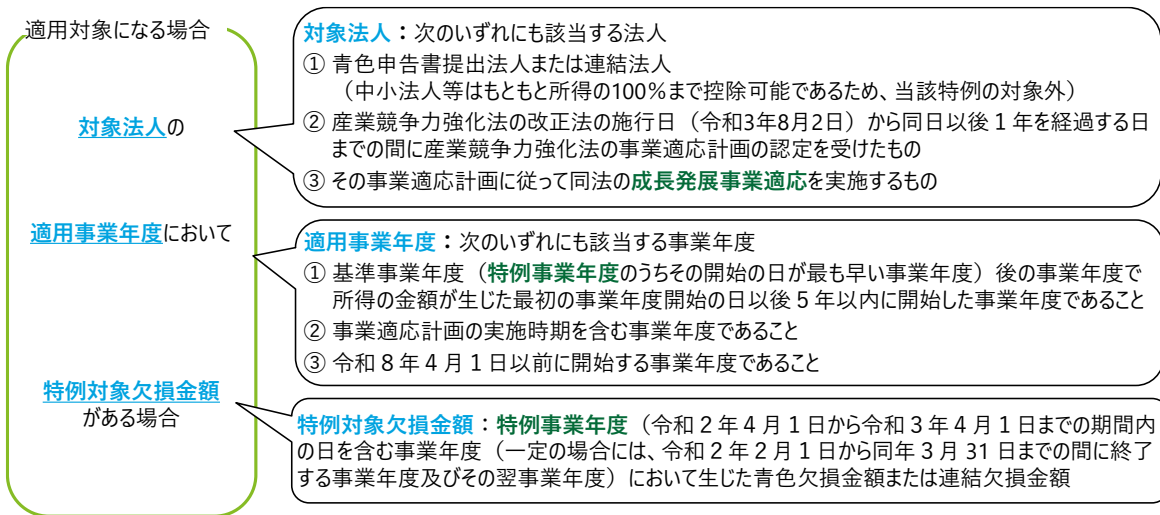 適用対象になる場合
対象法人の
適用事業年度において
特例対象欠損金額
がある場合
対象法人：次のいずれにも該当する法人
① 青色申告書提出法人または連結法人
（中小法人等はもともと所得の100％まで控除可能であるため、当該特例の対象外）
② 産業競争力強化法の改正法の施行日（令和3年8月2日）から同日以後１年を経過する日
までの間に産業競争力強化法の事業適応計画の認定を受けたもの
③ その事業適応計画に従って同法の成長発展事業適応を実施するもの
適用事業年度：次のいずれにも該当する事業年度
① 基準事業年度（特例事業年度のうちその開始の日が最も早い事業年度）後の事業年度で
所得の金額が生じた最初の事業年度開始の日以後５年以内に開始した事業年度であること
② 事業適応計画の実施時期を含む事業年度であること
③ 令和８年４月１日以前に開始する事業年度であること
特例対象欠損金額：特例事業年度（令和２年４月１日から令和３年４月１日までの期間内
の日を含む事業年度（一定の場合には、令和２年２月１日から同年３月 31 日までの間に終了
する事業年度及びその翌事業年度）において生じた青色欠損金額または連結欠損金額